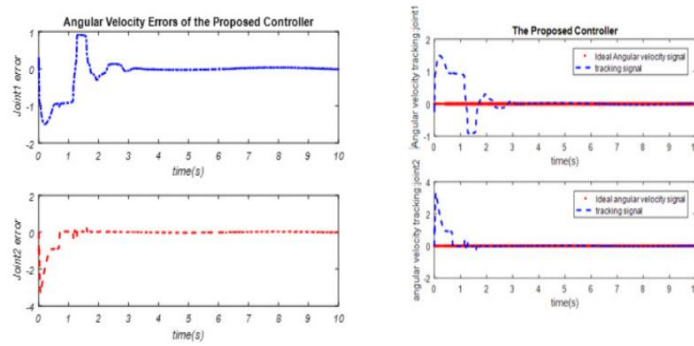 Angular Velocity Errors of the Proposed Controller
Joint1 error
1
0
-1
-2
0 1 2 3 4 5 6 7 8 9 10
time(s)
Joint2 error
2
0
-2
-4
0 1 2 3 4 5 6 7 8 9 10
time(s)
The Proposed Controller
Angular velocity tracking joint1
2
1
0
-1
Ideal Angular velocity signal
tracking signal
0 1 2 3 4 5 6 7 8 9 10
time(s)
angular velocity tracking joint2
4
2
0
-2
Ideal angular velocity signal
tracking signal
0 1 2 3 4 5 6 7 8 9 10
time(s)